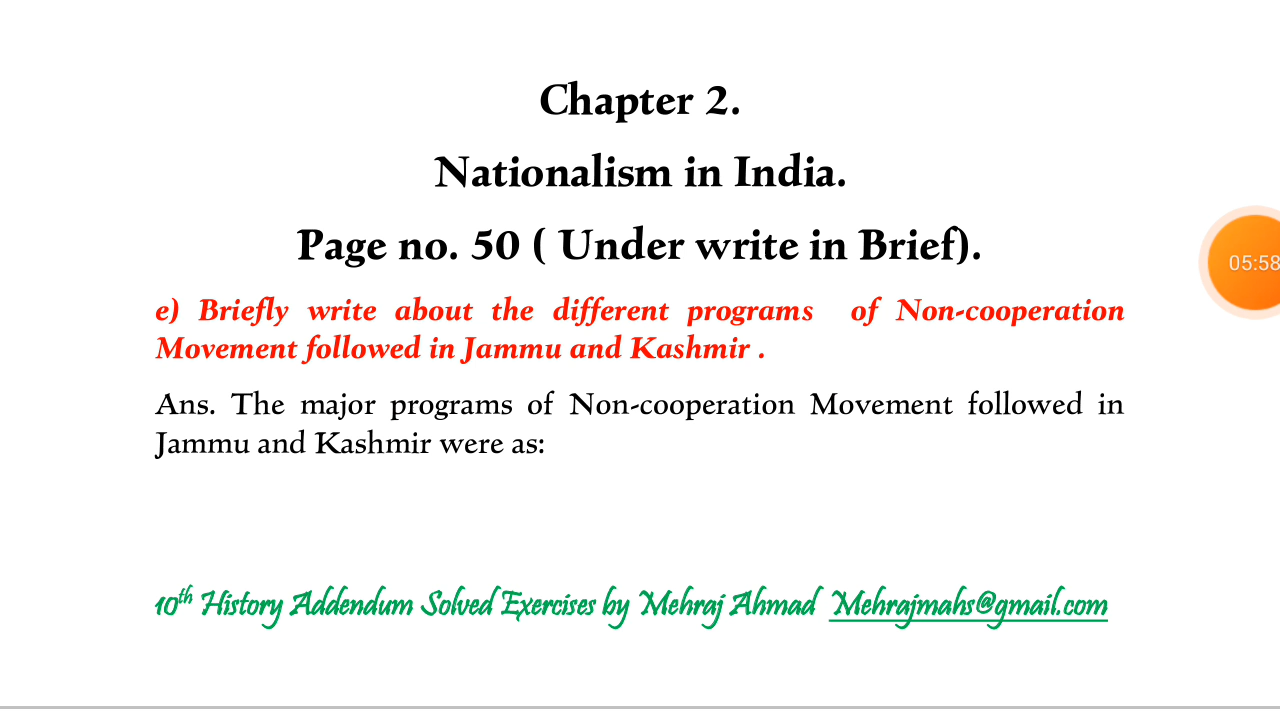 Chapter 2.
Nationalism in India.
Page no. 50 ( Under write in Brief).
e) Briefly write about the different programs of Non-cooperation
Movement followed in Jammu and Kashmir .
Ans. The major programs of Non-cooperation Movement followed in
Jammu and Kashmir were as:
05:58
10th History Addendum Solved Exercises by Mehraj Ahmad Mehrajmahs@gmail.com